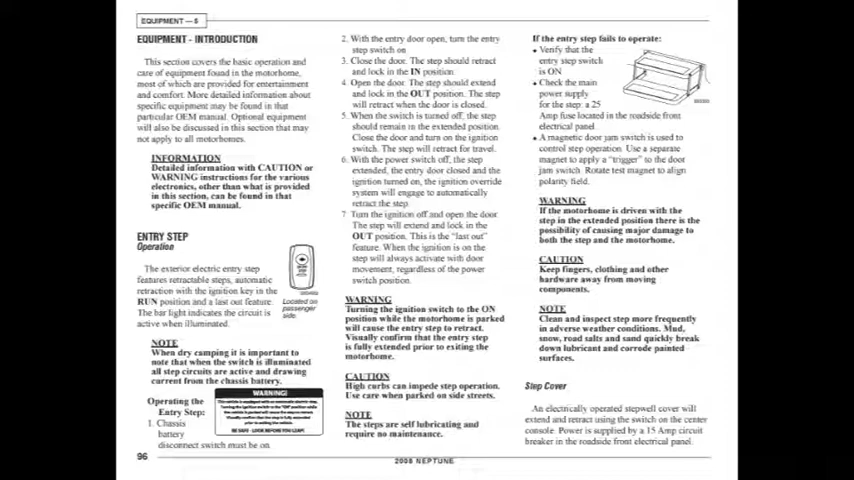 EQUIPMENT — 5
EQUIPMENT - INTRODUCTION
This section covers the basic operation and
care of equipment found in the motorhome,
most of which are provided for entertainment
and comfort. More detailed information about
specific equipment may be found in that
particular OEM manual. Optional equipment
will also be discussed in this section that may
not apply to all motorhomes.
INFORMATION
Detailed information with CAUTION or
WARNING instructions for the various
electronics, other than what is provided
in this section, can be found in that
specific OEM manual.
ENTRY STEP
Operation
The exterior electric entry step
features retractable steps, automatic
retraction with the ignition key in the
RUN position and a last out feature.
The bar light indicates the circuit is
active when illuminated.
Located on
passenger
side.
NOTE
When dry camping it is important to
note that when the switch is illuminated
all step circuits are active and drawing
current from the chassis battery.
Operating the
Entry Step:
1. Chassis
battery
disconnect switch must be on.
WARNING!
BE SAFE - LOOK BEFORE YOU LEAVE!
2. With the entry door open, turn the entry
step switch on
3. Close the door. The step should retract
and lock in the IN position
4. Open the door. The step should extend
and lock in the OUT position. The step
will retract when the door is closed.
5. When the switch is turned off, the step
should remain in the extended position.
Close the door and turn on the ignition
switch. The step will retract for travel.
6. With the power switch off, the step
extended, the entry door closed and the
ignition turned on, the ignition override
system will engage to automatically
retract the step.
7. Turn the ignition off and open the door.
The step will extend and lock in the
OUT position. This is the "last out"
feature. When the ignition is on the
step will always activate with door
movement, regardless of the power
switch position.
WARNING
Turning the ignition switch to the ON
position while the motorhome is parked
will cause the entry step to retract.
Visually confirm that the entry step
is fully extended prior to exiting the
motorhome.
CAUTION
High curbs can impede step operation.
Use care when parked on side streets.
NOTE
The steps are self lubricating and
require no maintenance.
If the entry step fails to operate:
• Verify that the
entry step switch
is ON
• Check the main
power supply
for the step: a 25
Amp fuse located in the roadside front
electrical panel.
• A magnetic door jam switch is used to
control step operation. Use a separate
magnet to apply a "trigger" to the door
jam switch. Rotate test magnet to align
polarity field.
WARNING
If the motorhome is driven with the
step in the extended position there is the
possibility of causing major damage to
both the step and the motorhome.
CAUTION
Keep fingers, clothing and other
hardware away from moving
components.
NOTE
Clean and inspect step more frequently
in adverse weather conditions. Mud,
snow, road salts and sand quickly break
down lubricant and corrode painted
surfaces.
Step Cover
An electrically operated stepwell cover will
extend and retract using the switch on the center
console. Power is supplied by a 15 Amp circuit
breaker in the roadside front electrical panel.
96
2008 NEPTUNE